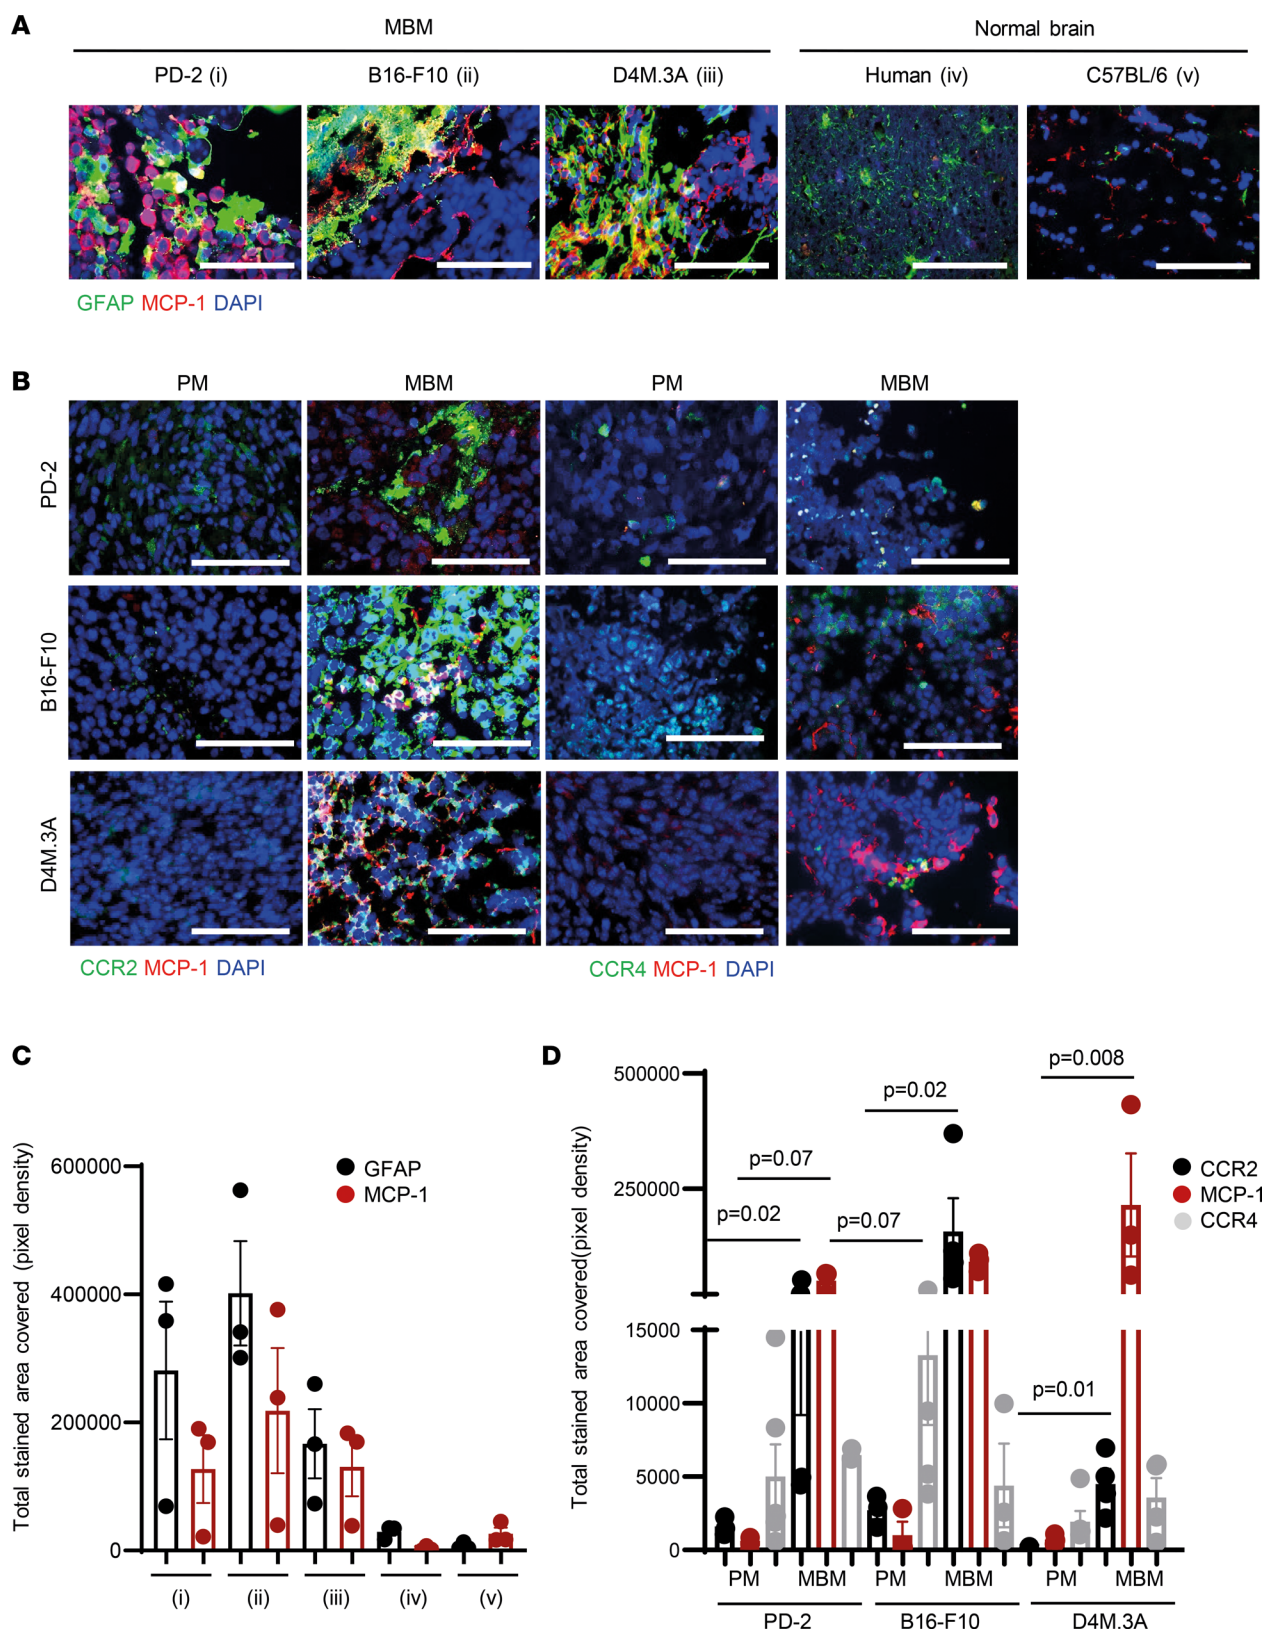 A
MBM
Normal brain
PD-2 (i)
B16-F10 (ii)
D4M.3A (iii)
Human (iv)
C57BL/6 (v)
GFAP MCP-1 DAPI
B
PM
MBM
PM
MBM
PD-2
B16-F10
D4M.3A
CCR2 MCP-1 DAPI
CCR4 MCP-1 DAPI
C
Total stained area covered (pixel density)
600000
400000
200000
0
GFAP
MCP-1
(i)
(ii)
(iii)
(iv)
(v)
D
Total stained area covered(pixel density)
500000
250000
15000
10000
5000
0
p=0.008
p=0.02
p=0.07
p=0.02
p=0.07
p=0.01
CCR2
MCP-1
CCR4
PM
MBM
PM
MBM
PM
MBM
PD-2
B16-F10
D4M.3A